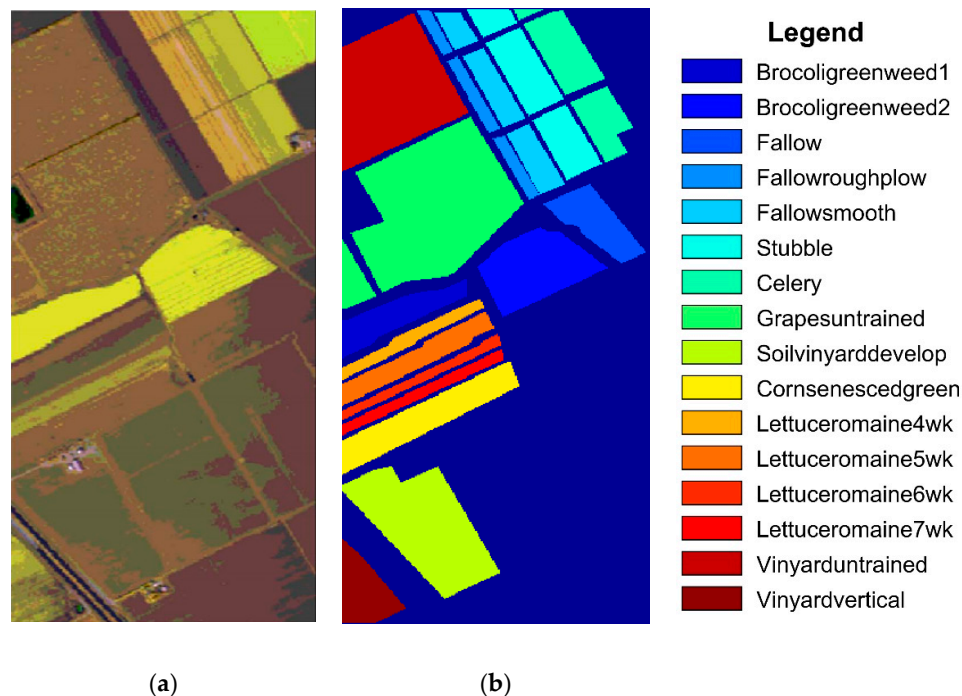 Legend
Brocoligreenweed1
Brocoligreenweed2
Fallow
Fallowroughplow
Fallowsmooth
Stubble
Celery
Grapesuntrained
Soilvinyarddevelop
Cornsenescedgreen
Lettuceromaine4wk
Lettuceromaine5wk
Lettuceromaine6wk
Lettuceromaine7wk
Vinyarduntrained
Vinyardvertical
(a) (b)